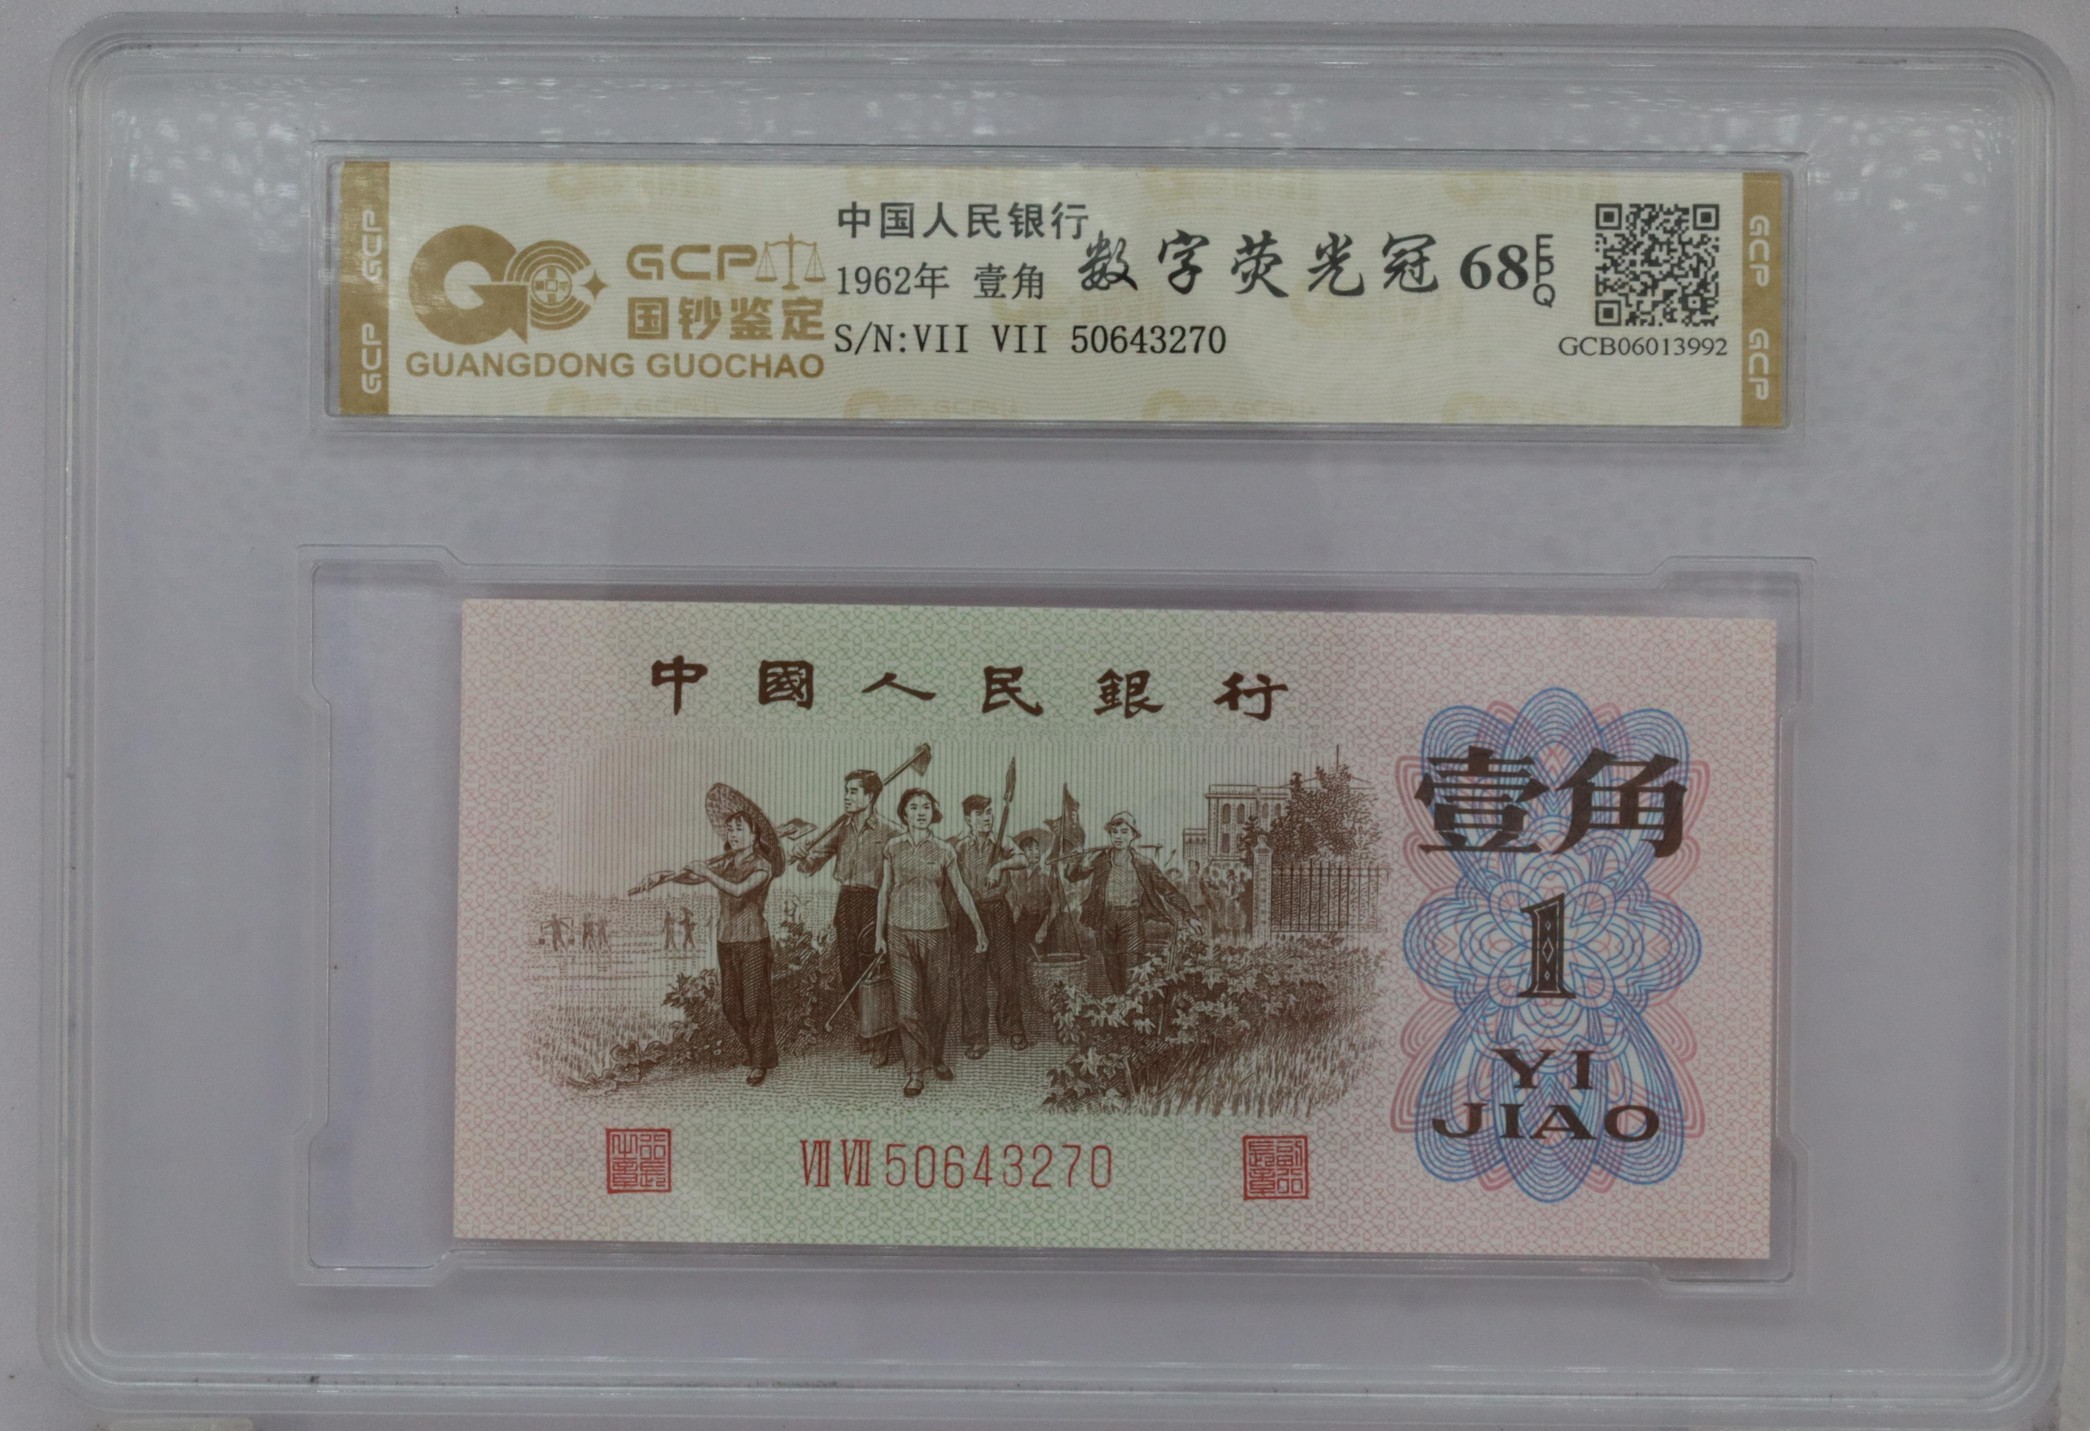 GCP
GCP
GCP
国钞鉴定
GUANGDONG GUOCHAO
中国人民银行
1962年 壹角
S/N:VII VII 50643270
数字荧光冠 68 EPQ
GCB06013992
GCP
GCP
中國人民銀行
壹角
1
YI
JIAO
VII VII 50643270